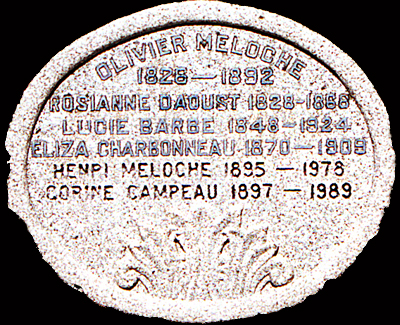 OLIVIER MELOCHE
1828 — 1892
ROSIANNE DAOUST 1828-1868
LUCIE BARBE 1848-1924
ELIZA CHARBONNEAU 1870-1909
HENRI MELOCHE 1895 — 1978
CORINE CAMPEAU 1897 — 1989